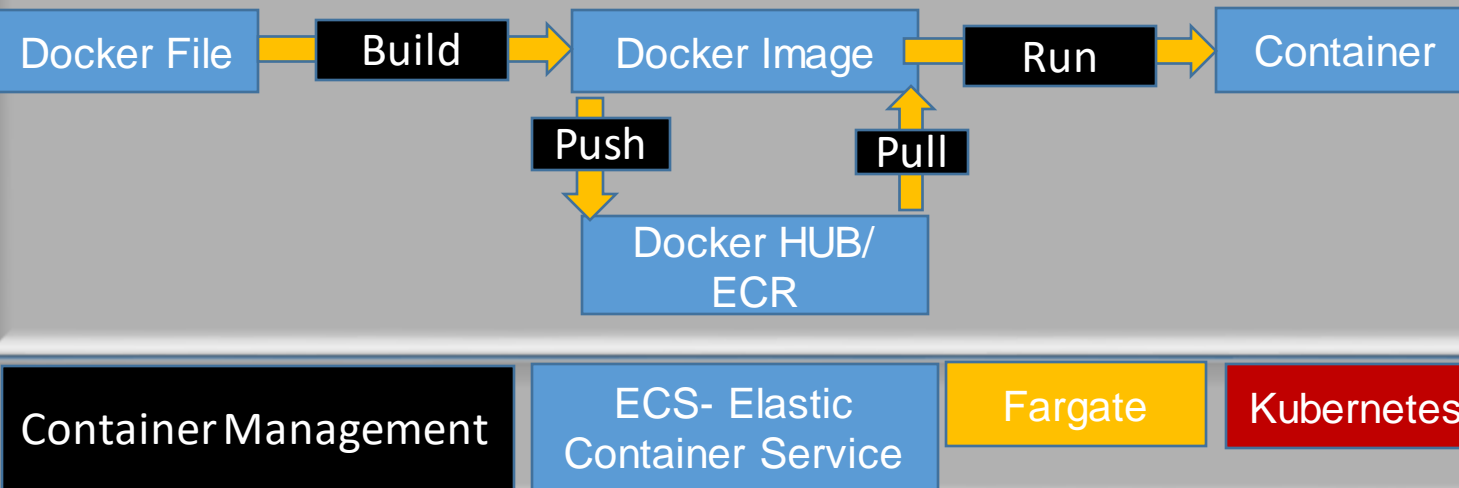 Docker File
Build
Docker Image
Run
Container
Push
Pull
Docker HUB/
ECR
Container Management
ECS- Elastic
Container Service
Fargate
Kubernetes